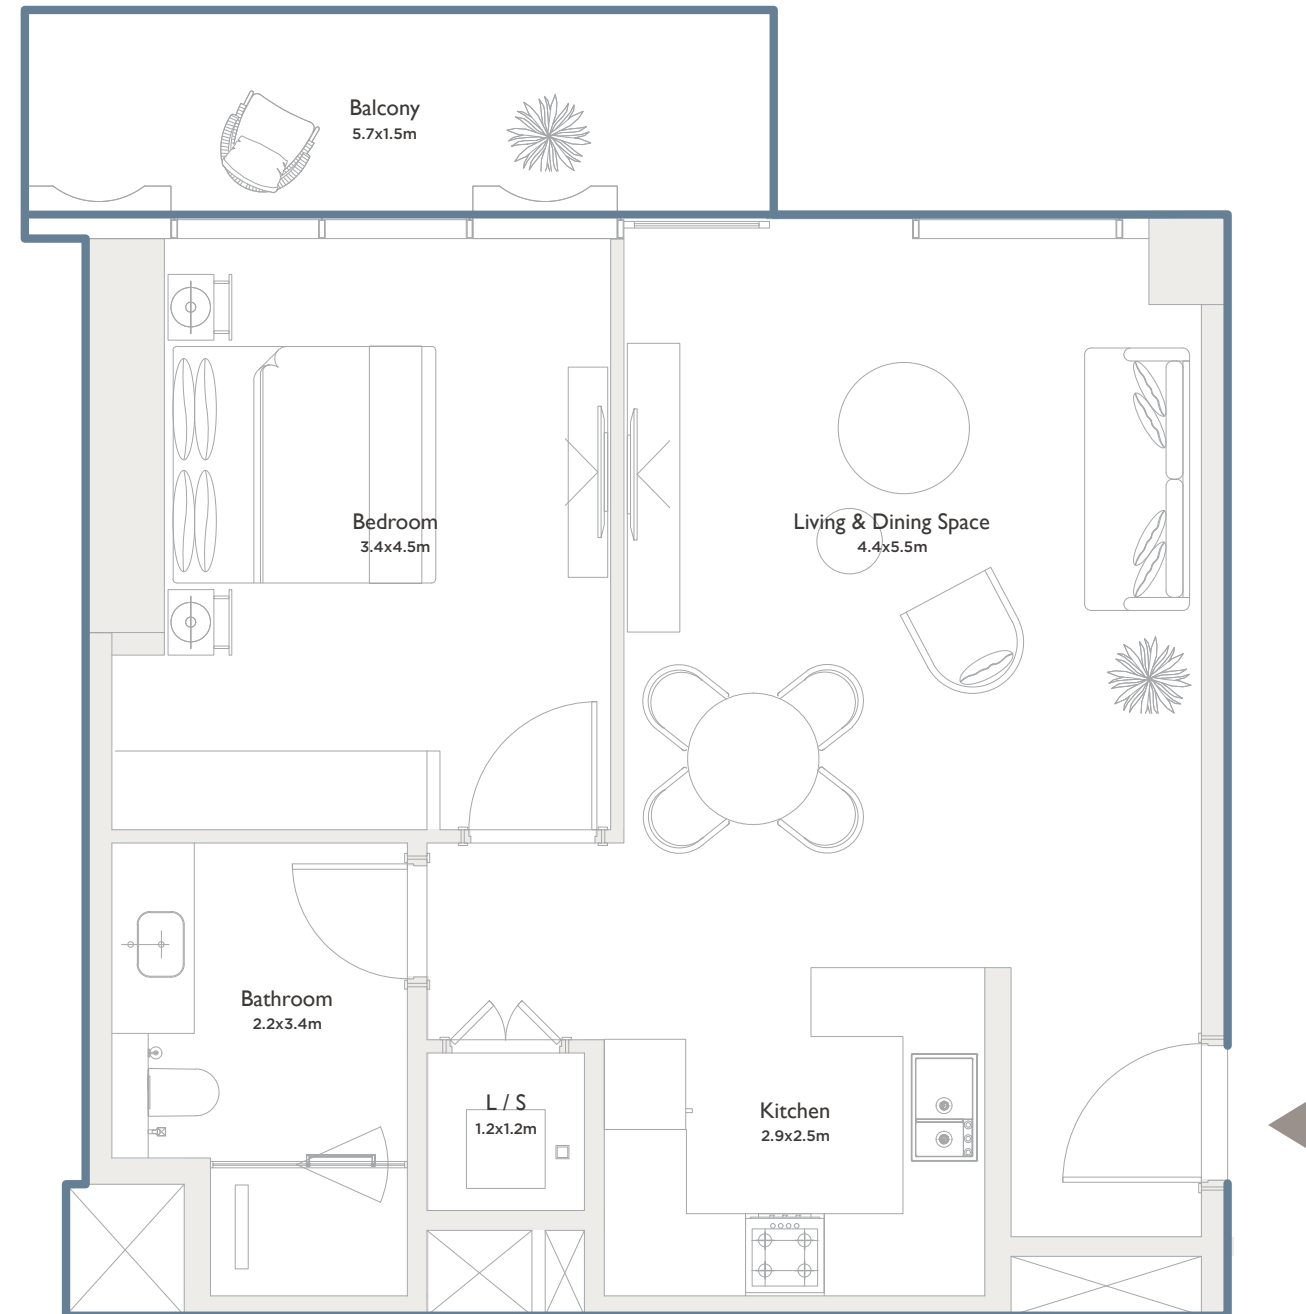 Balcony
5.7x1.5m
Bedroom
3.4x4.5m
Living & Dining Space
4.4x5.5m
Bathroom
2.2x3.4m
L / S
1.2x1.2m
Kitchen
2.9x2.5m